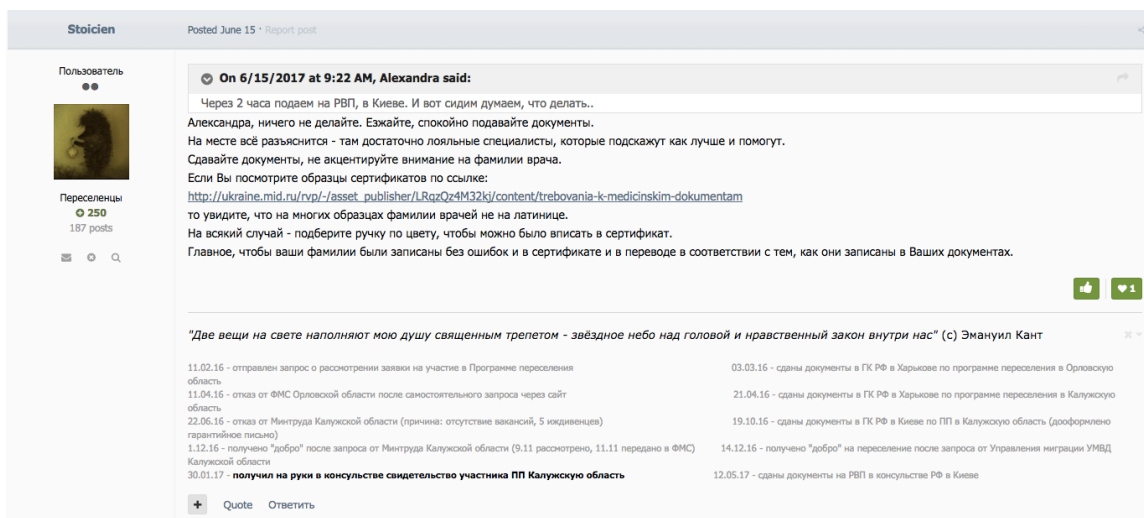 Stoicien
Posted June 15 · Report post
Пользователь
Переселенцы
250
187 posts
On 6/15/2017 at 9:22 AM, Alexandra said:
Через 2 часа подаем на РВП, в Киеве. И вот сидим думаем, что делать..
Александра, ничего не делайте. Езжайте, спокойно подавайте документы.
На месте всё разъяснится - там достаточно лояльные специалисты, которые подскажут как лучше и помогут.
Сдавайте документы, не акцентируйте внимание на фамилии врача.
Если Вы посмотрите образцы сертификатов по ссылке:
http://ukraine.mid.ru/rvp/-/asset_publisher/LRqzQz4M32kj/content/trebovania-k-medicinskim-dokumentam
то увидите, что на многих образцах фамилии врачей не на латинице.
На всякий случай - подберите ручку по цвету, чтобы можно было вписать в сертификат.
Главное, чтобы ваши фамилии были записаны без ошибок и в сертификате и в переводе в соответствии с тем, как они записаны в Ваших документах.
1
"Две вещи на свете наполняют мою душу священным трепетом - звёздное небо над головой и нравственный закон внутри нас" (с) Эмануил Кант
11.02.16 - отправлен запрос о рассмотрении заявки на участие в Программе переселения 03.03.16 - сданы документы в ГК РФ в Харькове по программе переселения в Орловскую
область
11.04.16 - отказ от ФМС Орловской области после самостоятельного запроса через сайт 21.04.16 - сданы документы в ГК РФ в Харькове по программе переселения в Калужскую
область
22.06.16 - отказ от Минтруда Калужской области (причина: отсутствие вакансий, 5 иждивенцев) 19.10.16 - сданы документы в ГК РФ в Киеве по ПП в Калужскую область (дооформлено
гарантийное письмо)
1.12.16 - получено "добро" после запроса от Минтруда Калужской области (9.11 рассмотрено, 11.11 передано в ФМС) 14.12.16 - получено "добро" на переселение после запроса от Управления миграции УМВД
Калужской области
30.01.17 - получил на руки в консульстве свидетельство участника ПП Калужскую область 12.05.17 - сданы документы на РВП в консульстве РФ в Киеве
+ Quote Ответить